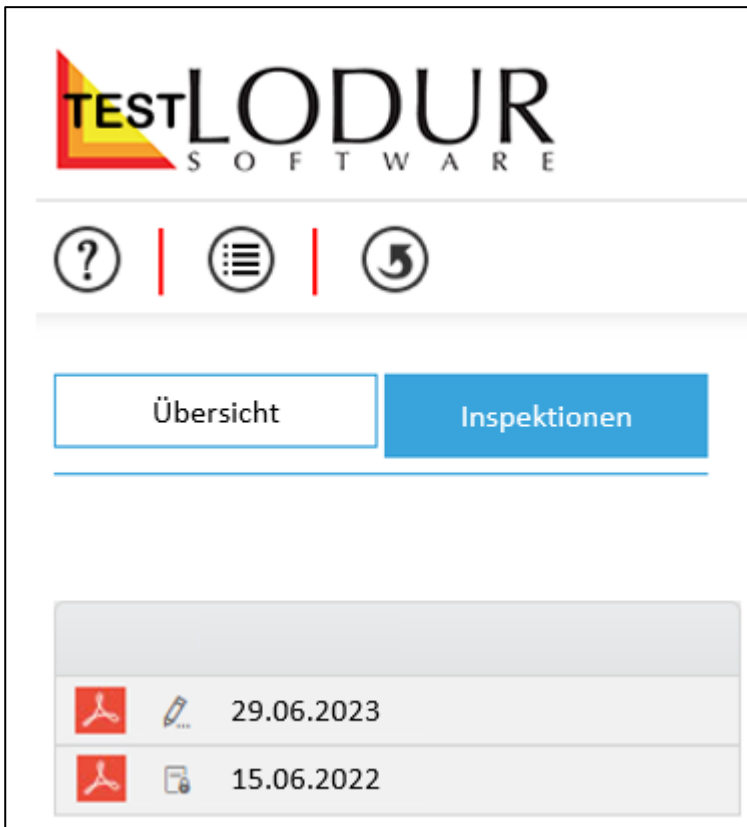 TEST LODUR
SOFTWARE
?
Übersicht
Inspektionen
29.06.2023
15.06.2022